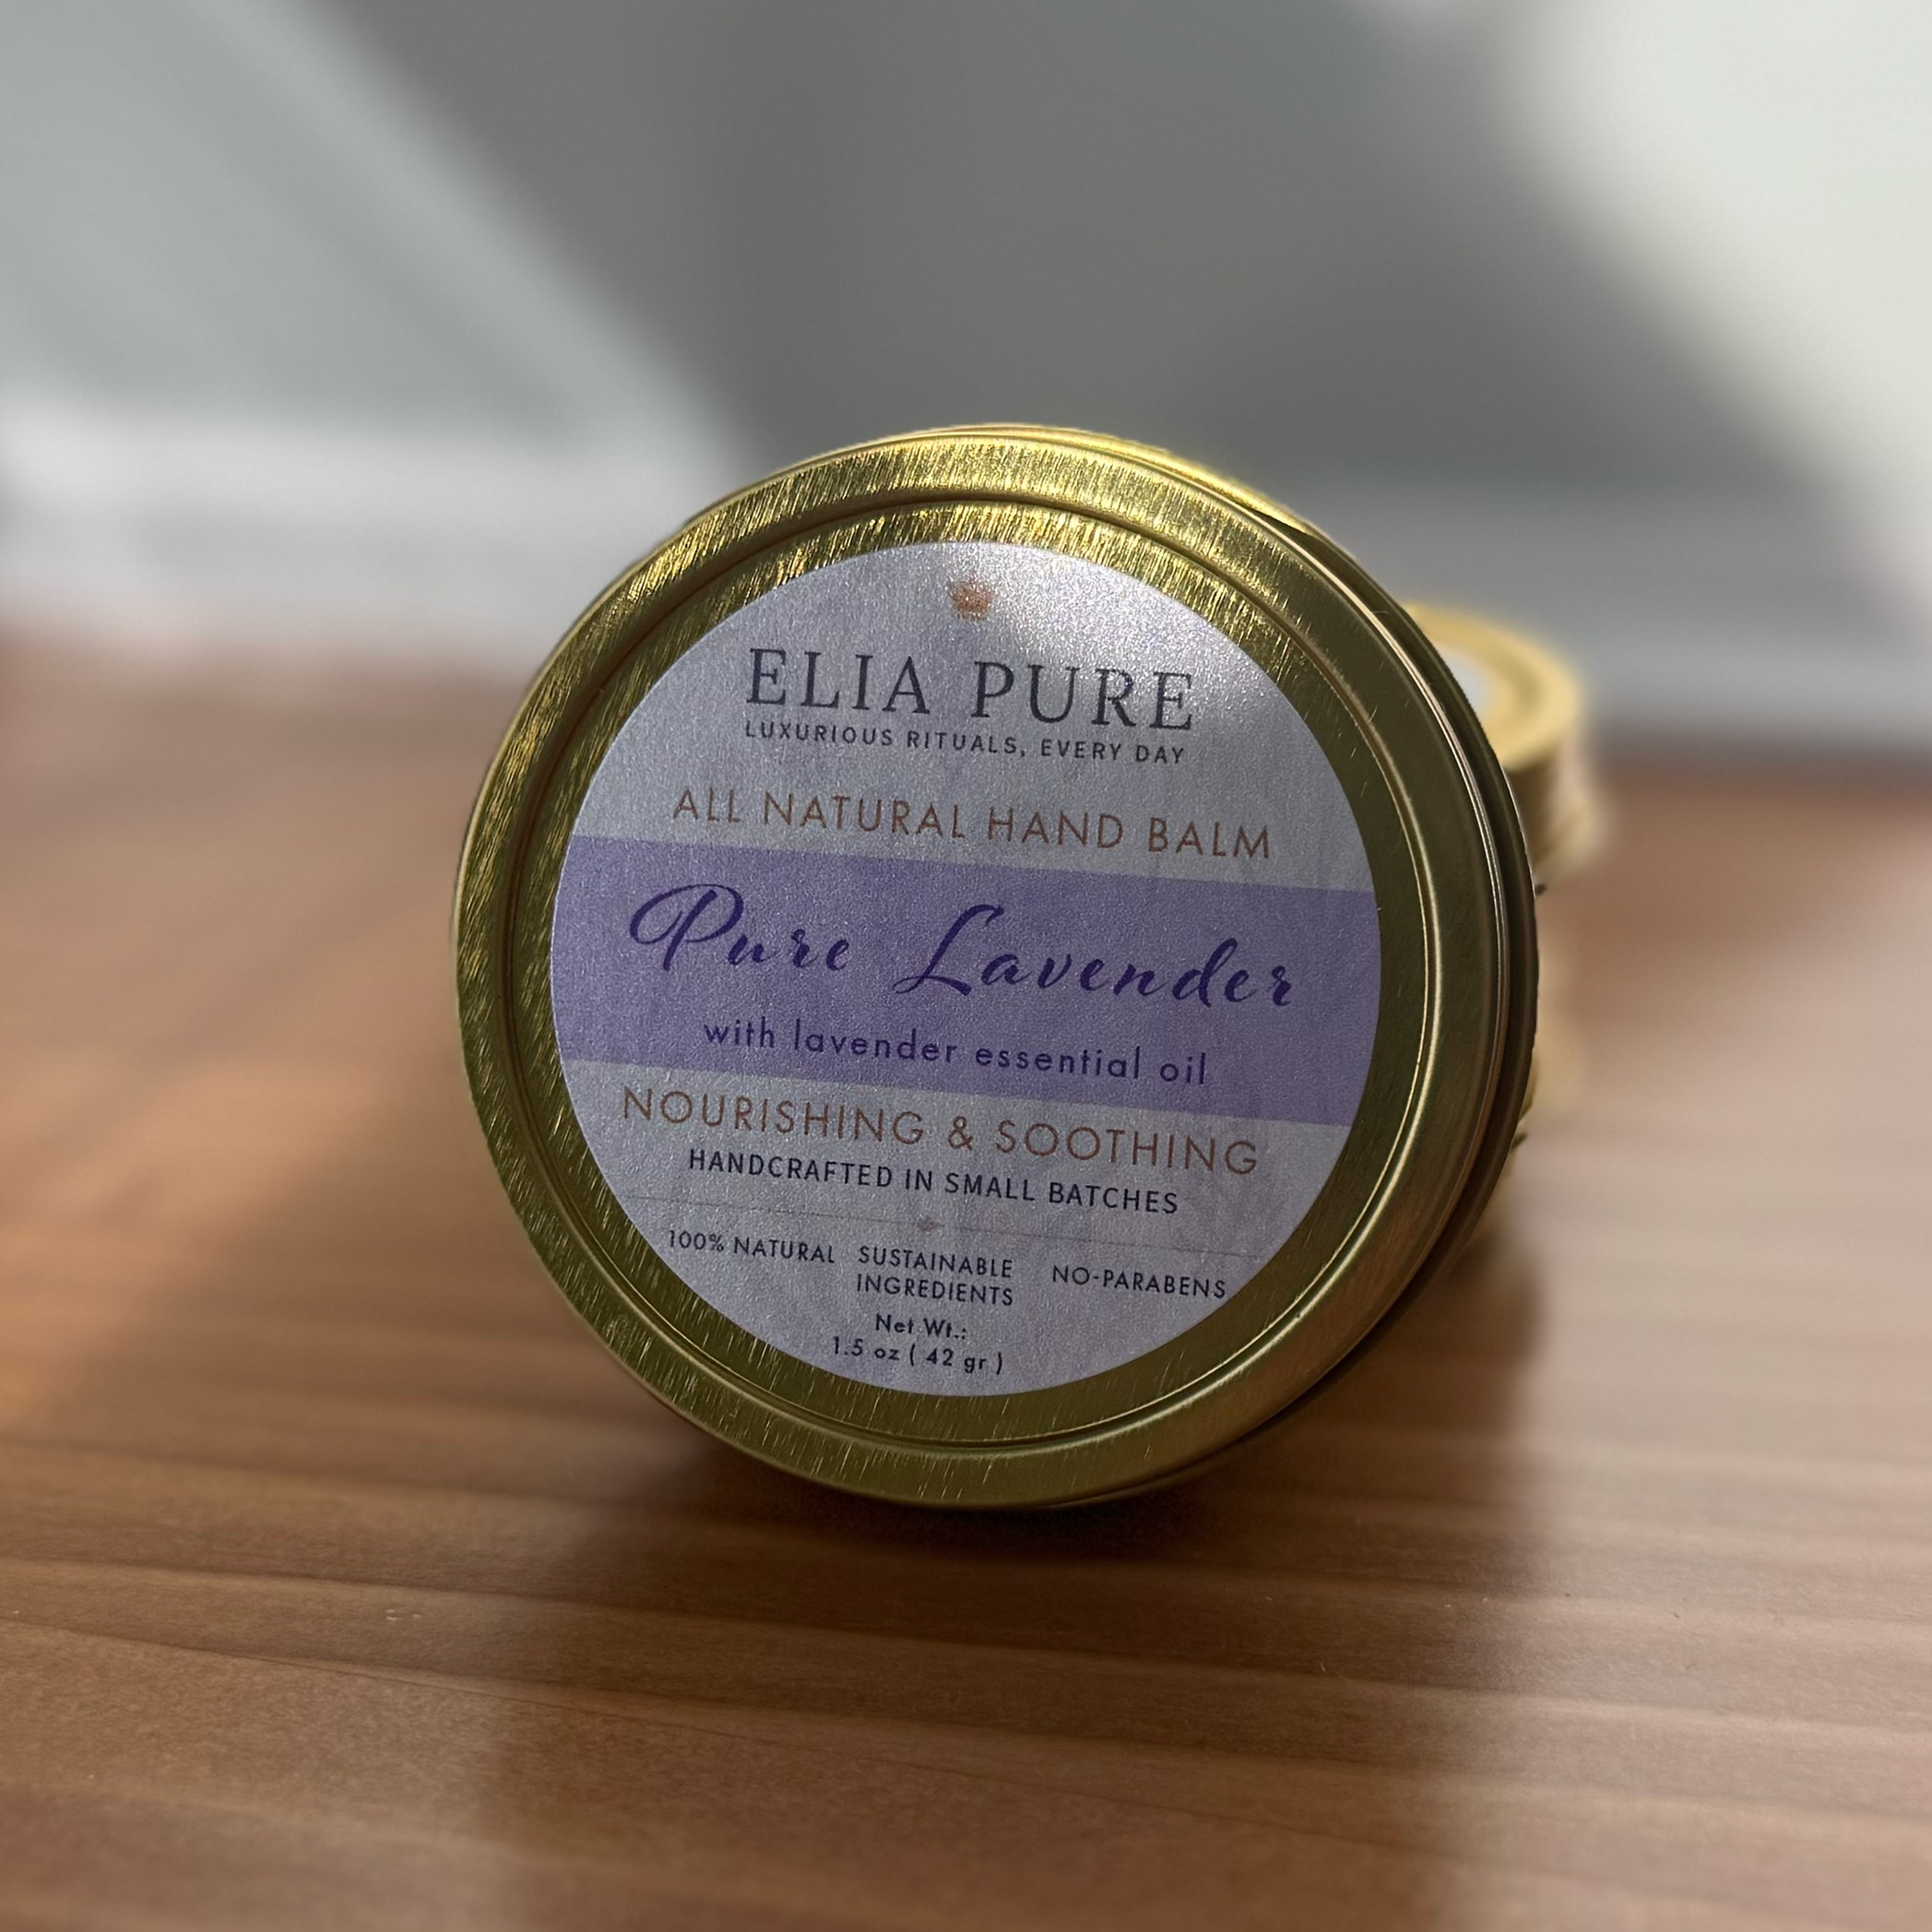 ELIA PURE
LUXURIOUS RITUALS, EVERY DAY
ALL NATURAL HAND BALM
Pure Lavender
with lavender essential oil
NOURISHING & SOOTHING
HANDCRAFTED IN SMALL BATCHES
100% NATURAL SUSTAINABLE NO-PARABENS
INGREDIENTS
Net Wt.:
1.5 oz ( 42 gr )